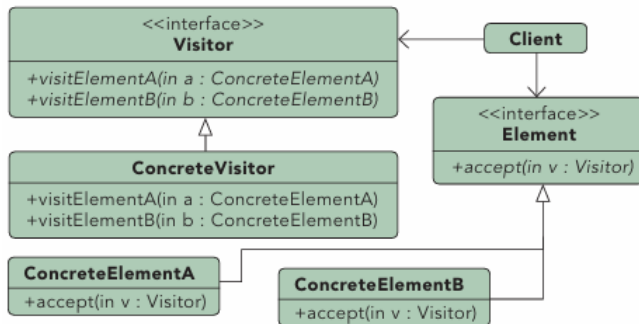 <<interface>>
Visitor
+visitElementA(in a : ConcreteElementA)
+visitElementB(in b : ConcreteElementB)
Client
<<interface>>
Element
+accept(in v : Visitor)
ConcreteVisitor
+visitElementA(in a : ConcreteElementA)
+visitElementB(in b : ConcreteElementB)
ConcreteElementA
+accept(in v : Visitor)
ConcreteElementB
+accept(in v : Visitor)